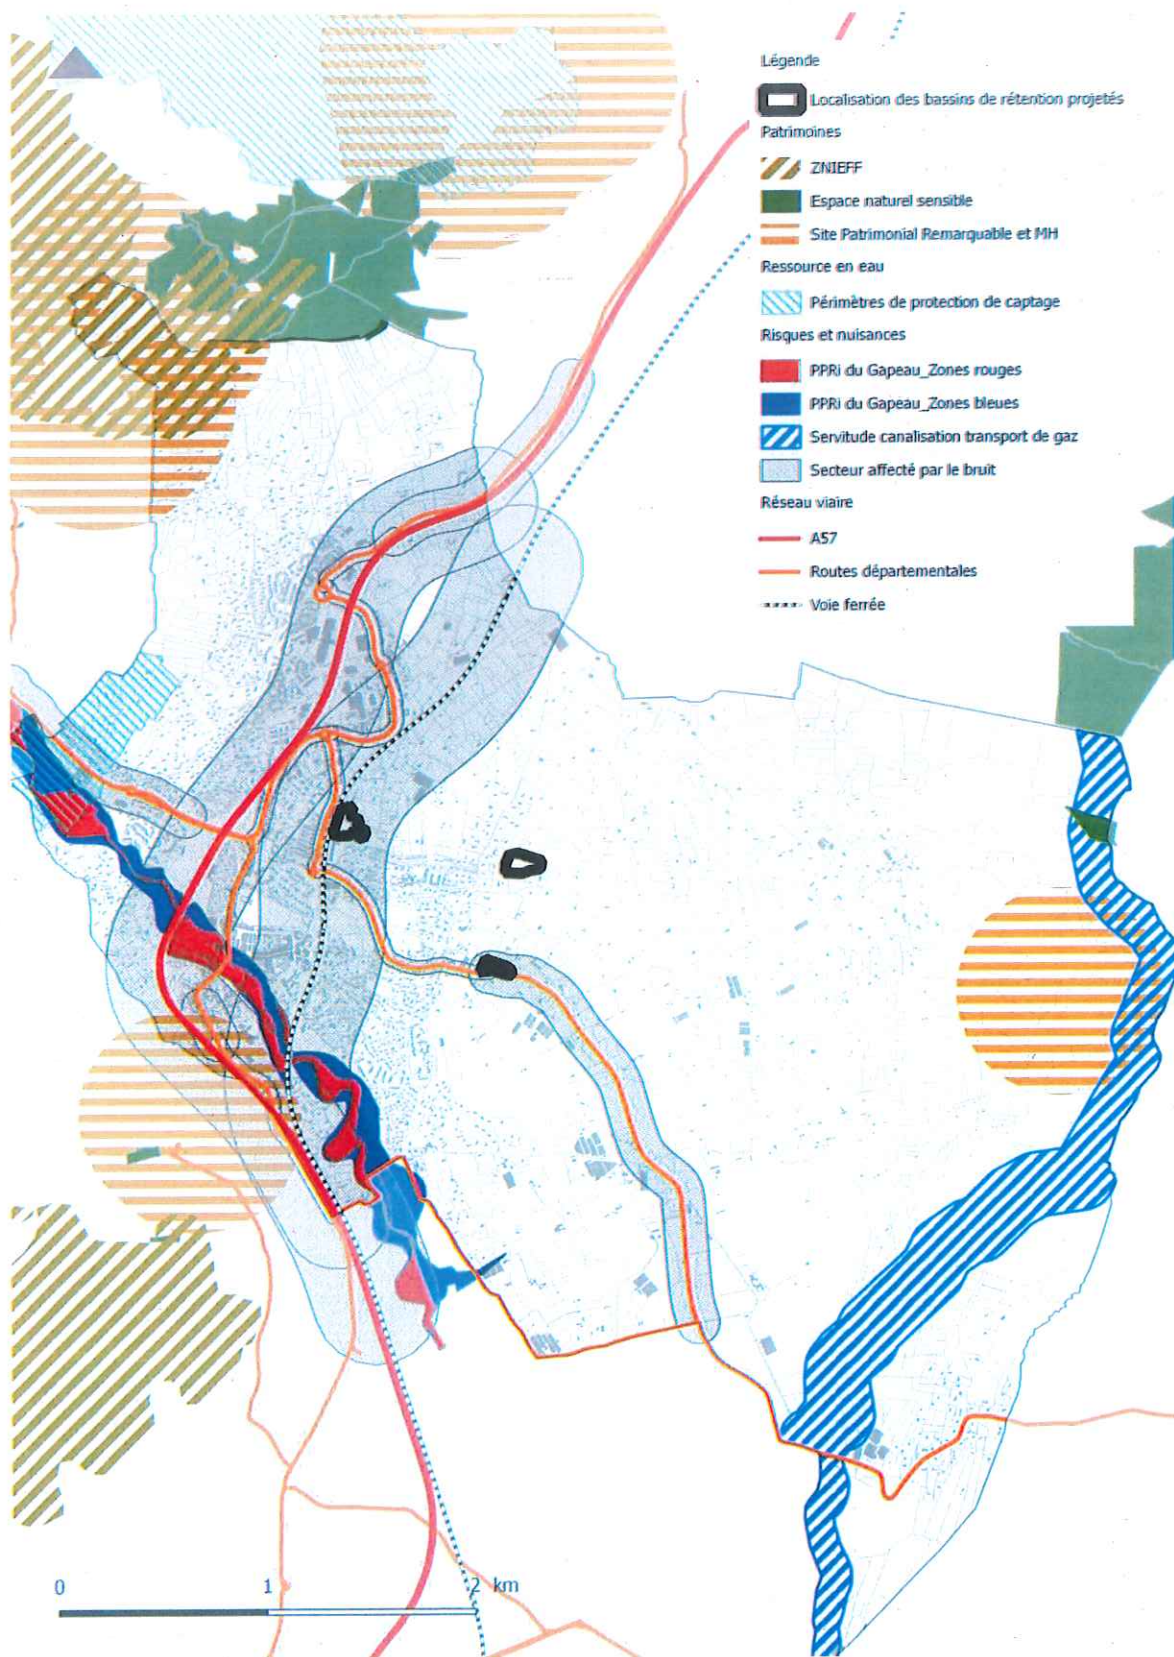 Légende
Localisation des bassins de rétention projetés
Patrimoines
ZNIEFF
Espace naturel sensible
Site Patrimonial Remarquable et MH
Ressource en eau
Périmètres de protection de captage
Risques et nuisances
PPRi du Gapeau_Zones rouges
PPRi du Gapeau_Zones bleues
Servitude canalisation transport de gaz
Secteur affecté par le bruit
Réseau viaire
A57
Routes départementales
Voie ferrée
0 1 2 km